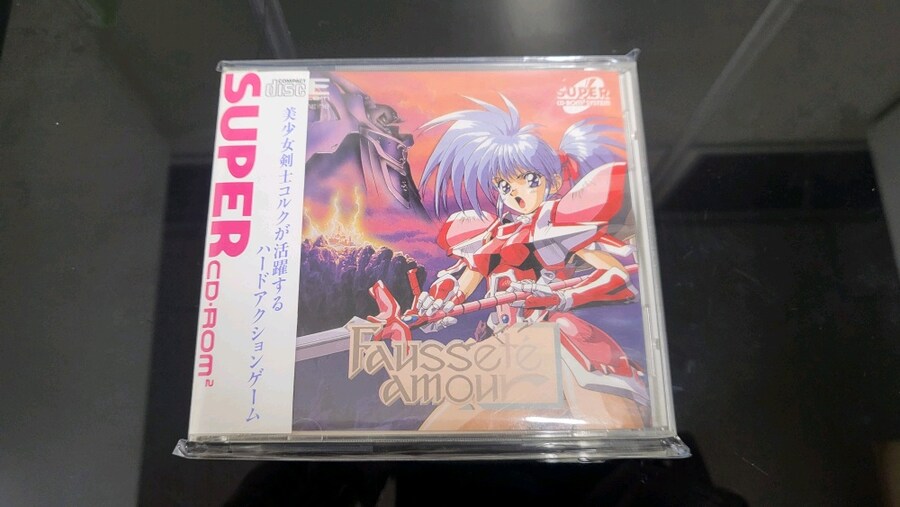 COMPACT
disc
SUPER
CD-ROM²
美少女剣士コルクが活躍する
ハードアクションゲーム
SUPER
CD-ROM² SYSTEM
Fausseté
amour